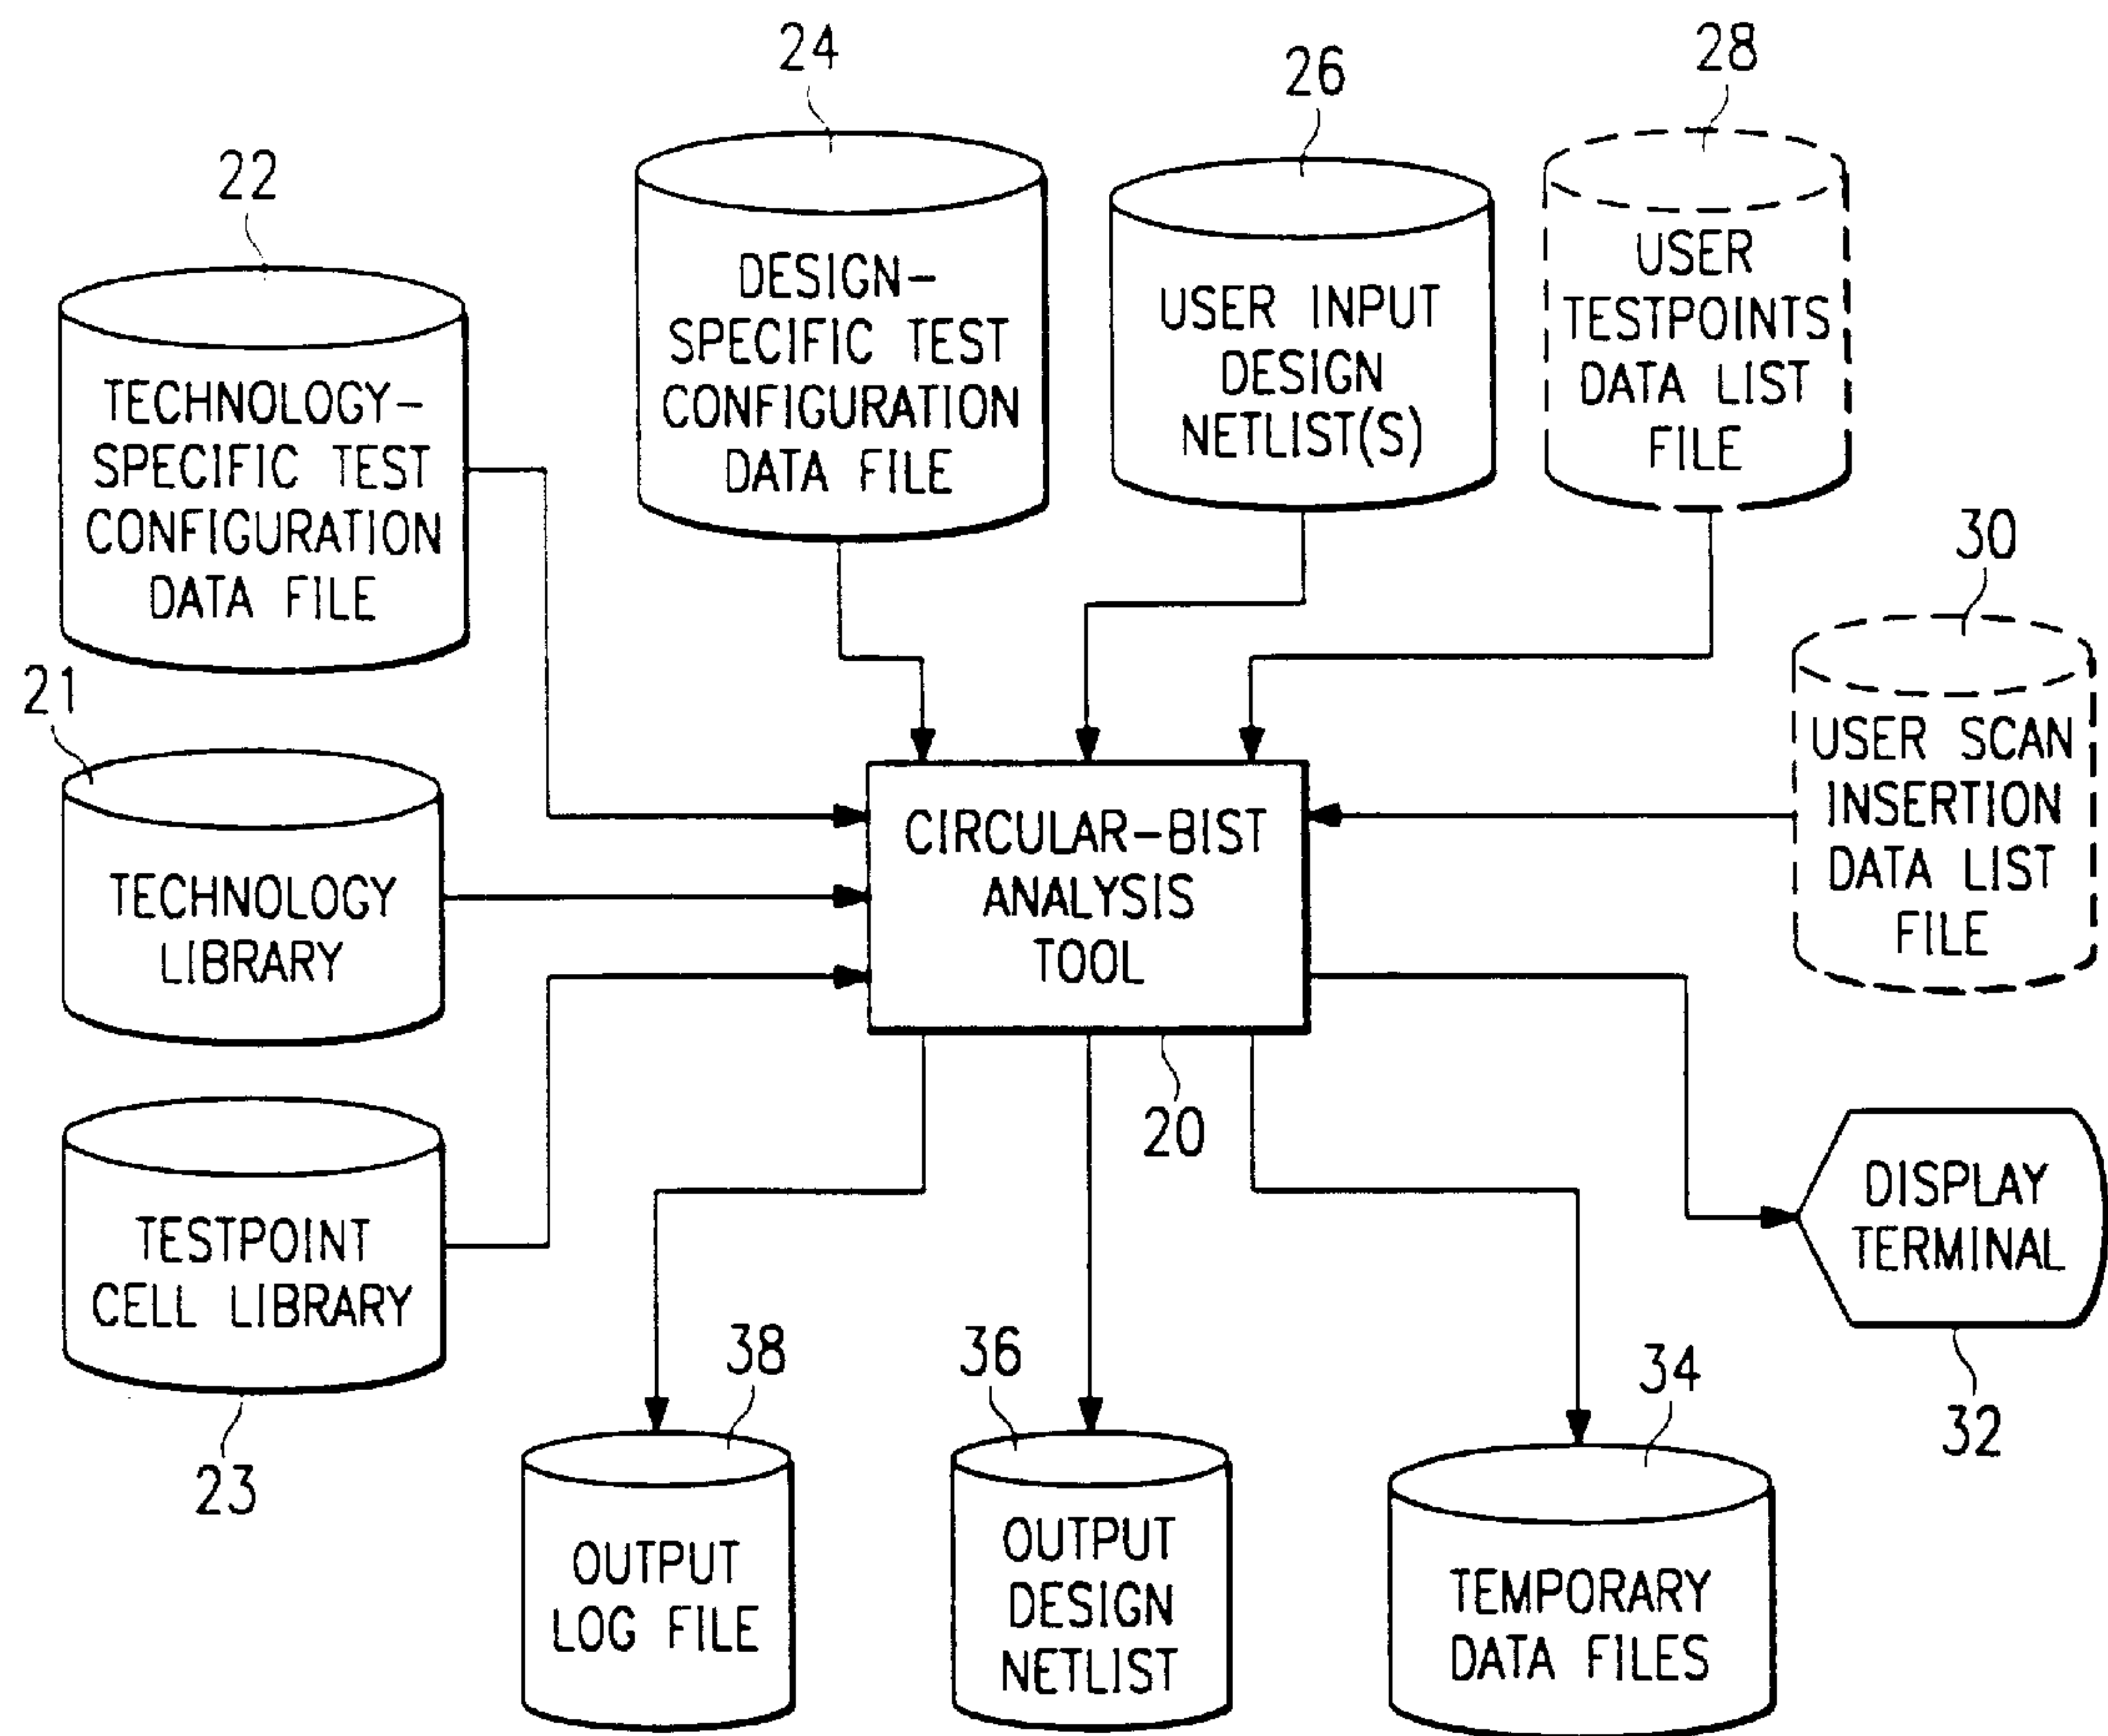 24
28
26
22
DESIGN-
SPECIFIC TEST
CONFIGURATION
DATA FILE
USER INPUT
DESIGN
NETLIST(S)
USER
TESTPOINTS
DATA LIST
FILE
TECHNOLOGY-
SPECIFIC TEST
CONFIGURATION
DATA FILE
30
21
USER SCAN
INSERTION
DATA LIST
FILE
CIRCULAR-BIST
ANALYSIS
TOOL
TECHNOLOGY
LIBRARY
20
DISPLAY
TERMINAL
TESTPOINT
CELL LIBRARY
38
36
34
32
23
OUTPUT
LOG FILE
OUTPUT
DESIGN
NETLIST
TEMPORARY
DATA FILES